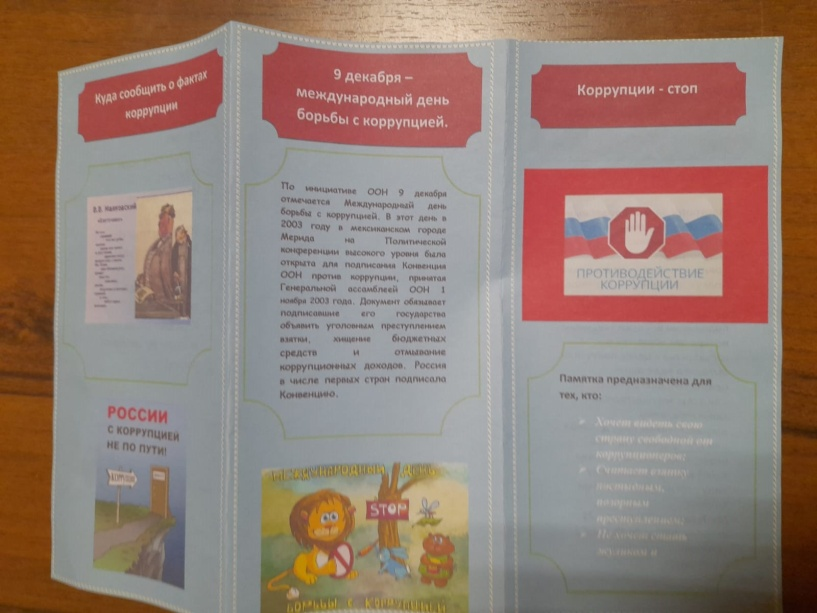 Куда сообщить о фактах
коррупции
В.В. Маяковский
РОССИИ
С КОРРУПЦИЕЙ
НЕ ПО ПУТИ!
КОРРУПЦИЯ
9 декабря –
международный день
борьбы с коррупцией.
По инициативе ООН 9 декабря
отмечается Международный день
борьбы с коррупцией. В этот день в
2003 году в мексиканском городе
Мерида на Политической
конференции высокого уровня была
открыта для подписания Конвенция
ООН против коррупции, принятая
Генеральной ассамблеей ООН 1
ноября 2003 года. Документ обязывает
подписавшие его государства
объявить уголовным преступлением
взятки, хищение бюджетных
средств и отмывание
коррупционных доходов. Россия
в числе первых стран подписала
Конвенцию.
МЕЖДУНАРОДНЫЙ ДЕНЬ
STOP
БОРЬБЫ С КОРРУПЦИЕЙ
Коррупции - стоп
ПРОТИВОДЕЙСТВИЕ
КОРРУПЦИИ
Памятка предназначена для
тех, кто:
➢ Хочет видеть свою
страну свободной от
коррупционеров;
➢ Считает взятку
постыдным,
позорным
преступлением;
➢ Не хочет стать
жуликом и